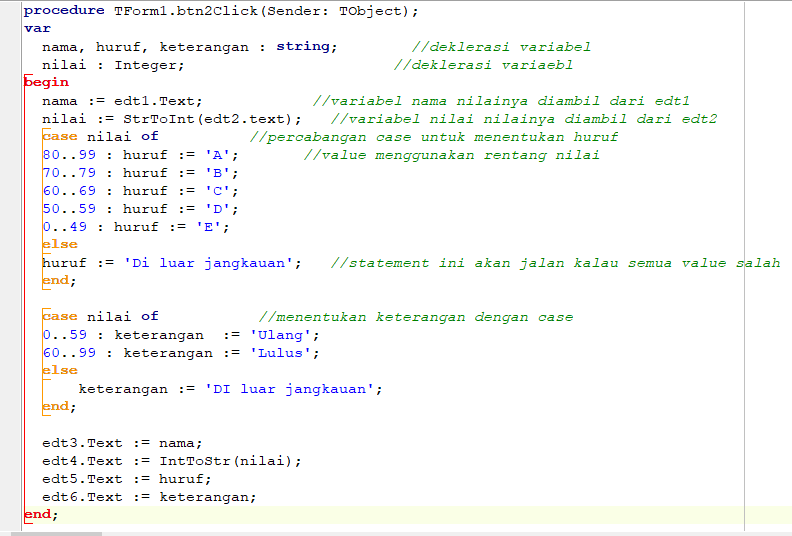 procedure TForm1.btn2Click(Sender: TObject);
var
  nama, huruf, keterangan : string;        //deklerasi variabel
  nilai : Integer;                       //deklerasi variaebl
begin
  nama := edt1.Text;            //variabel nama nilainya diambil dari edt1
  nilai := StrToInt(edt2.text);   //variabel nilai nilainya diambil dari edt2
  case nilai of          //percabangan case untuk menentukan huruf
  80..99 : huruf := 'A';       //value menggunakan rentang nilai
  70..79 : huruf := 'B';
  60..69 : huruf := 'C';
  50..59 : huruf := 'D';
  0..49 : huruf := 'E';
  else
  huruf := 'Di luar jangkauan';   //statement ini akan jalan kalau semua value salah
  end;

  case nilai of           //menentukan keterangan dengan case
  0..59 : keterangan  := 'Ulang';
  60..99 : keterangan := 'Lulus';
  else
      keterangan := 'DI luar jangkauan';
  end;

  edt3.Text := nama;
  edt4.Text := IntToStr(nilai);
  edt5.Text := huruf;
  edt6.Text := keterangan;
end;